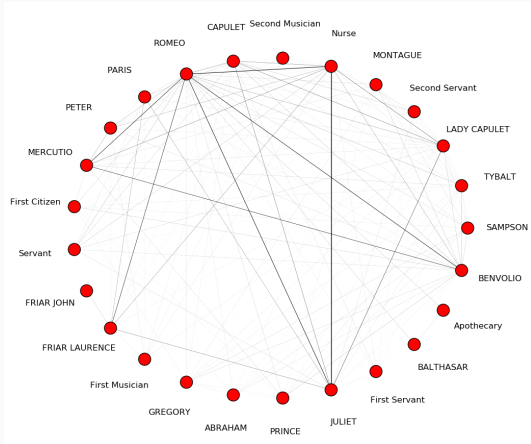 CAPULET
Second Musician
Nurse
ROMEO
MONTAGUE
PARIS
Second Servant
PETER
LADY CAPULET
MERCUTIO
TYBALT
First Citizen
SAMPSON
Servant
BENVOLIO
FRIAR JOHN
Apothecary
FRIAR LAURENCE
BALTHASAR
First Musician
First Servant
GREGORY
JULIET
ABRAHAM
PRINCE